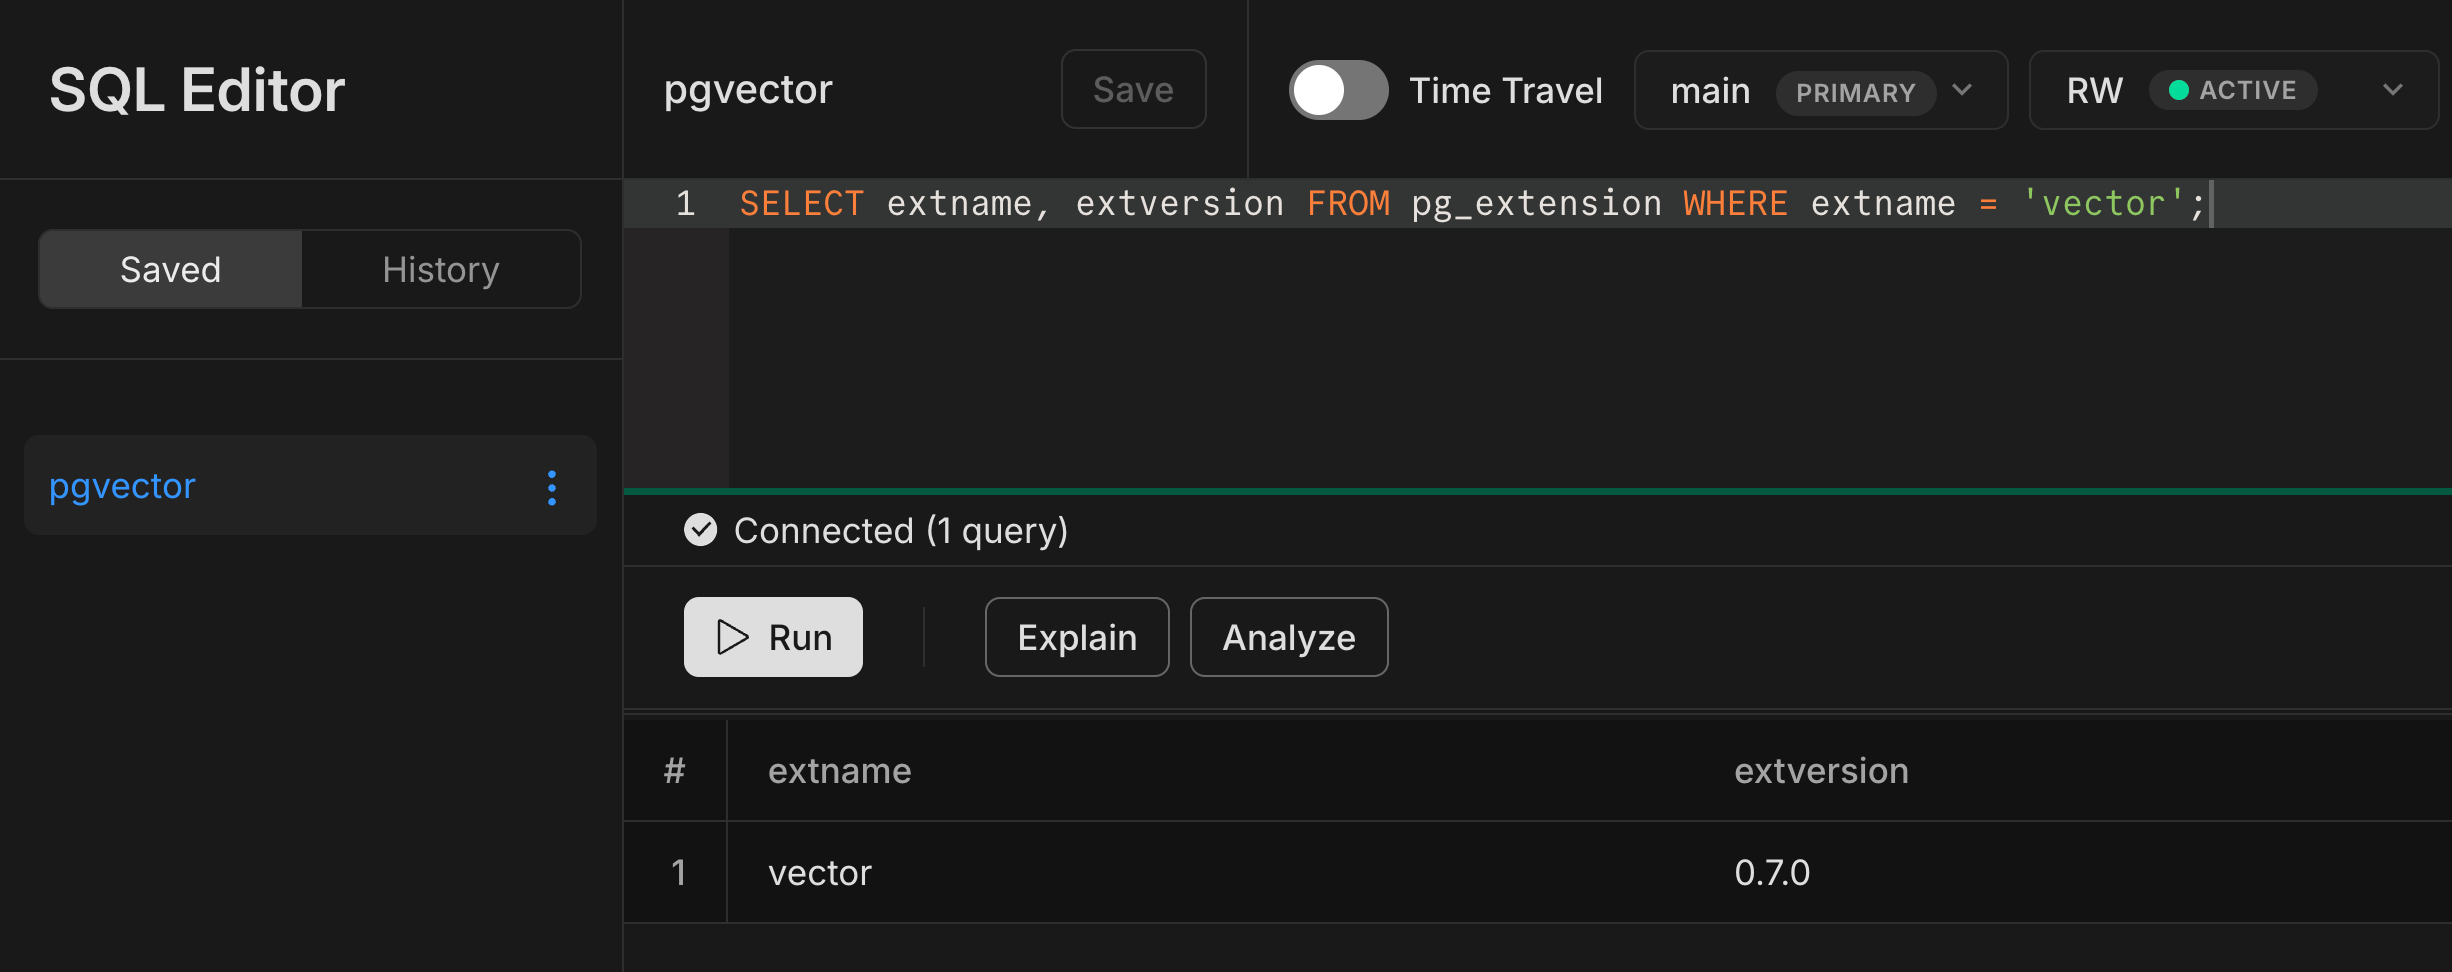 SQL Editor
pgvector
Save
Time Travel
main PRIMARY
RW ACTIVE
Saved
History
pgvector
1 SELECT extname, extversion FROM pg_extension WHERE extname = 'vector';
Connected (1 query)
Run
Explain
Analyze
# extname extversion
1 vector 0.7.0